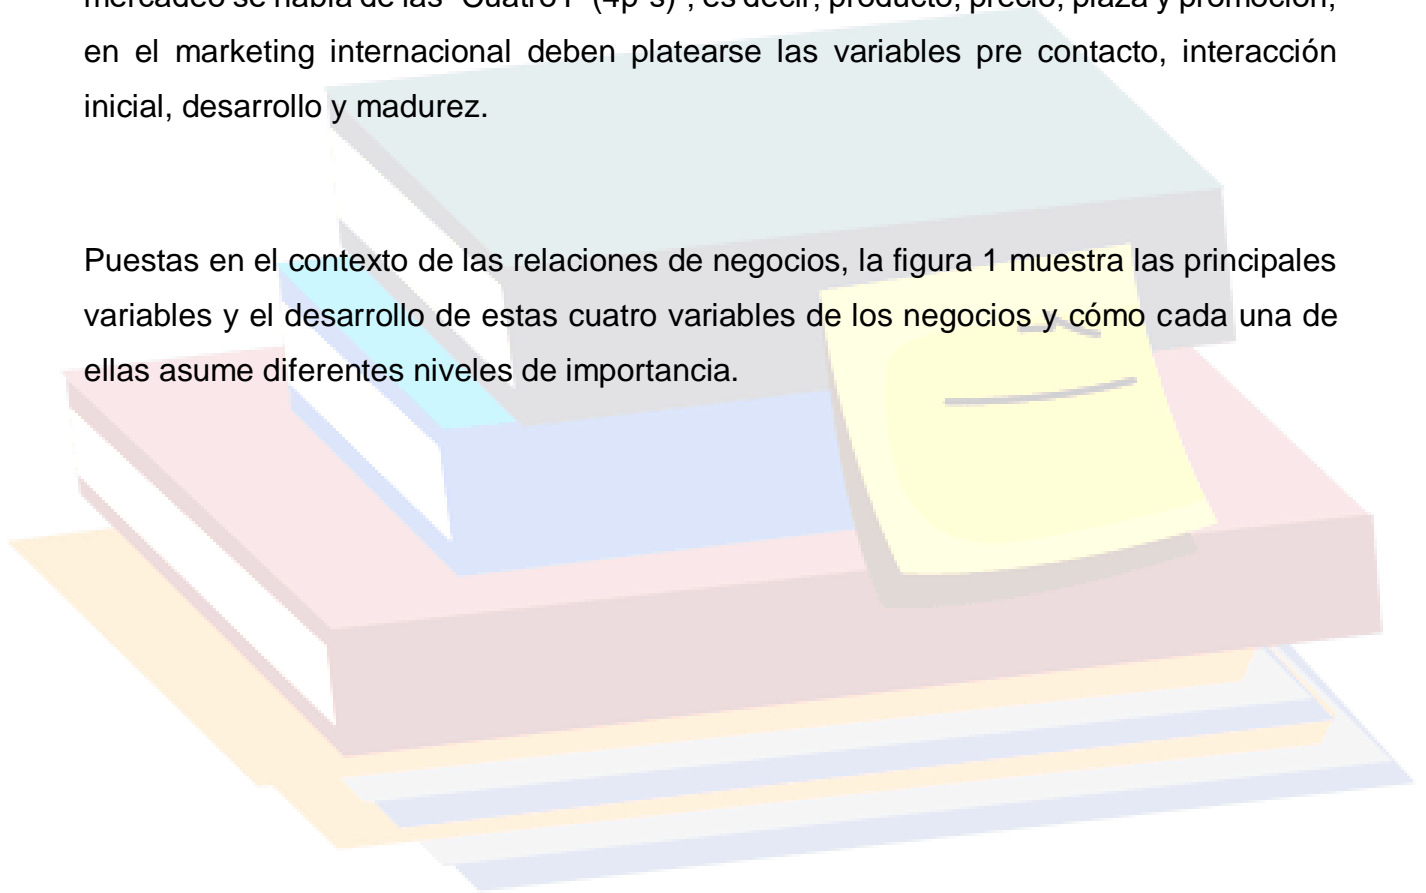 mercadeo se habla de las "Cuatro P (4p's)", es decir, producto, precio, plaza y promoción,
en el marketing internacional deben platearse las variables pre contacto, interacción
inicial, desarrollo y madurez.
Puestas en el contexto de las relaciones de negocios, la figura 1 muestra las principales
variables y el desarrollo de estas cuatro variables de los negocios y cómo cada una de
ellas asume diferentes niveles de importancia.